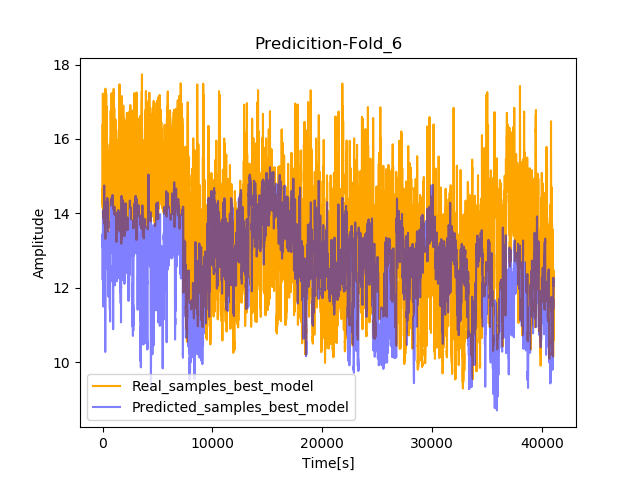 Predicition-Fold_6
Amplitude
18
16
14
12
10
Real_samples_best_model
Predicted_samples_best_model
0
10000
20000
30000
40000
Time[s]